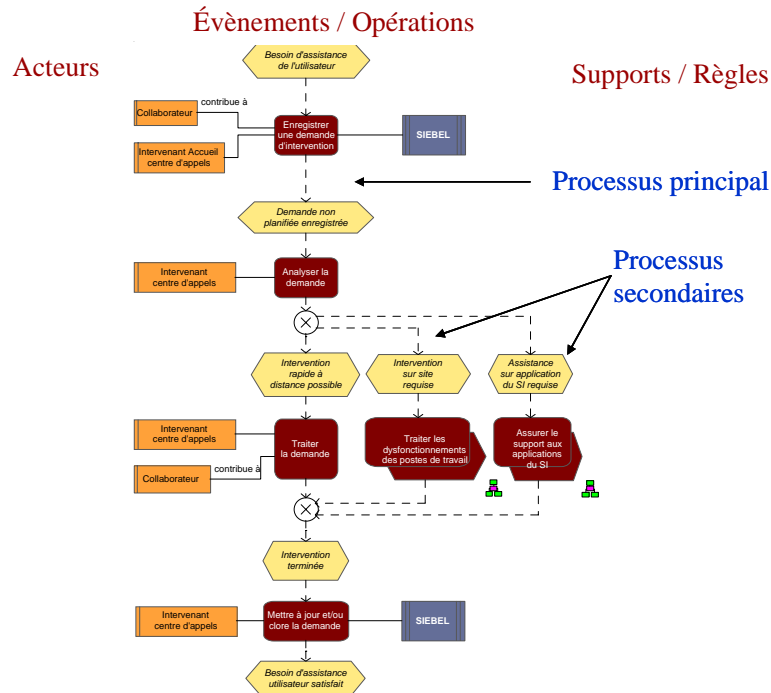 Évènements / Opérations
Acteurs
Supports / Règles
Besoin d'assistance
de l'utilisateur
Collaborateur
contribue à
Intervenant Accueil
centre d'appels
Enregistrer
une demande
d'intervention
SIEBEL
Processus principal
Demande non
planifiée enregistrée
Intervenant
centre d'appels
Analyser la
demande
Processus
secondaires
Intervention
rapide à
distance possible
Intervention
sur site
requise
Assistance
sur application
du SI requise
Intervenant
centre d'appels
Collaborateur
contribue à
Traiter
la demande
Traiter les
dysfonctionnements
des postes de travail
Assurer le
support aux
applications
du SI
Intervention
terminée
Intervenant
centre d'appels
Mettre à jour et/ou
clore la demande
SIEBEL
Besoin d'assistance
utilisateur satisfait